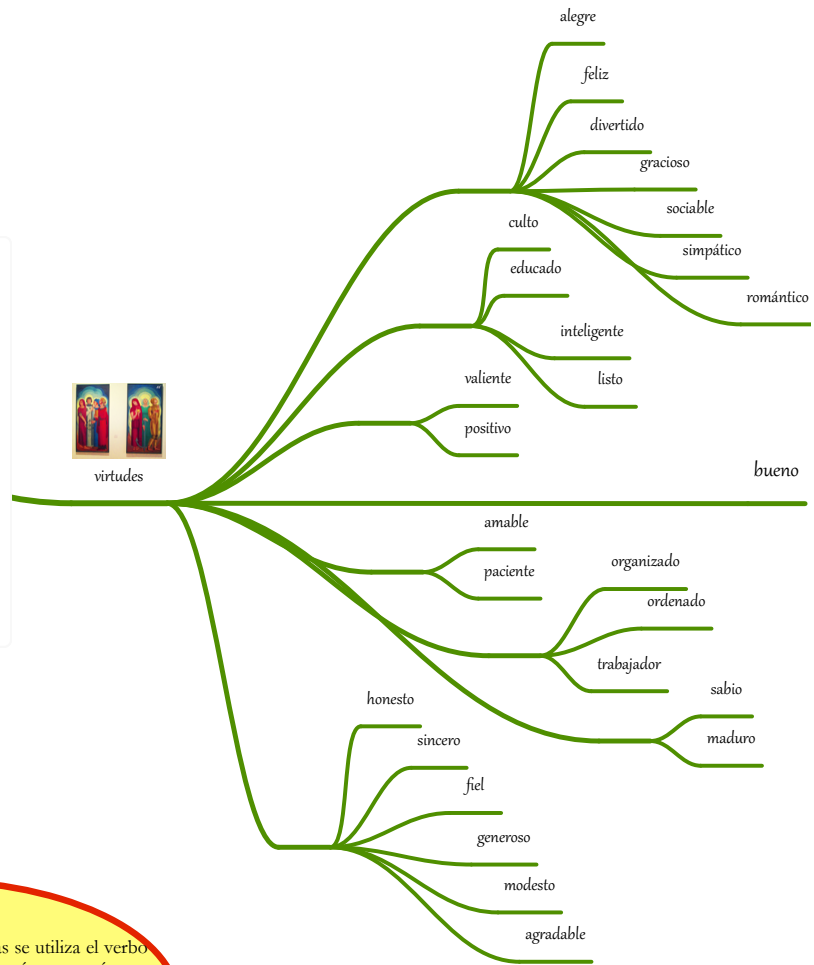 alegre
feliz
divertido
gracioso
sociable
simpático
romántico
culto
educado
inteligente
listo
valiente
positivo
virtudes
bueno
amable
paciente
organizado
ordenado
trabajador
sabio
maduro
honesto
sincero
fiel
generoso
modesto
agradable
se utiliza el verbo